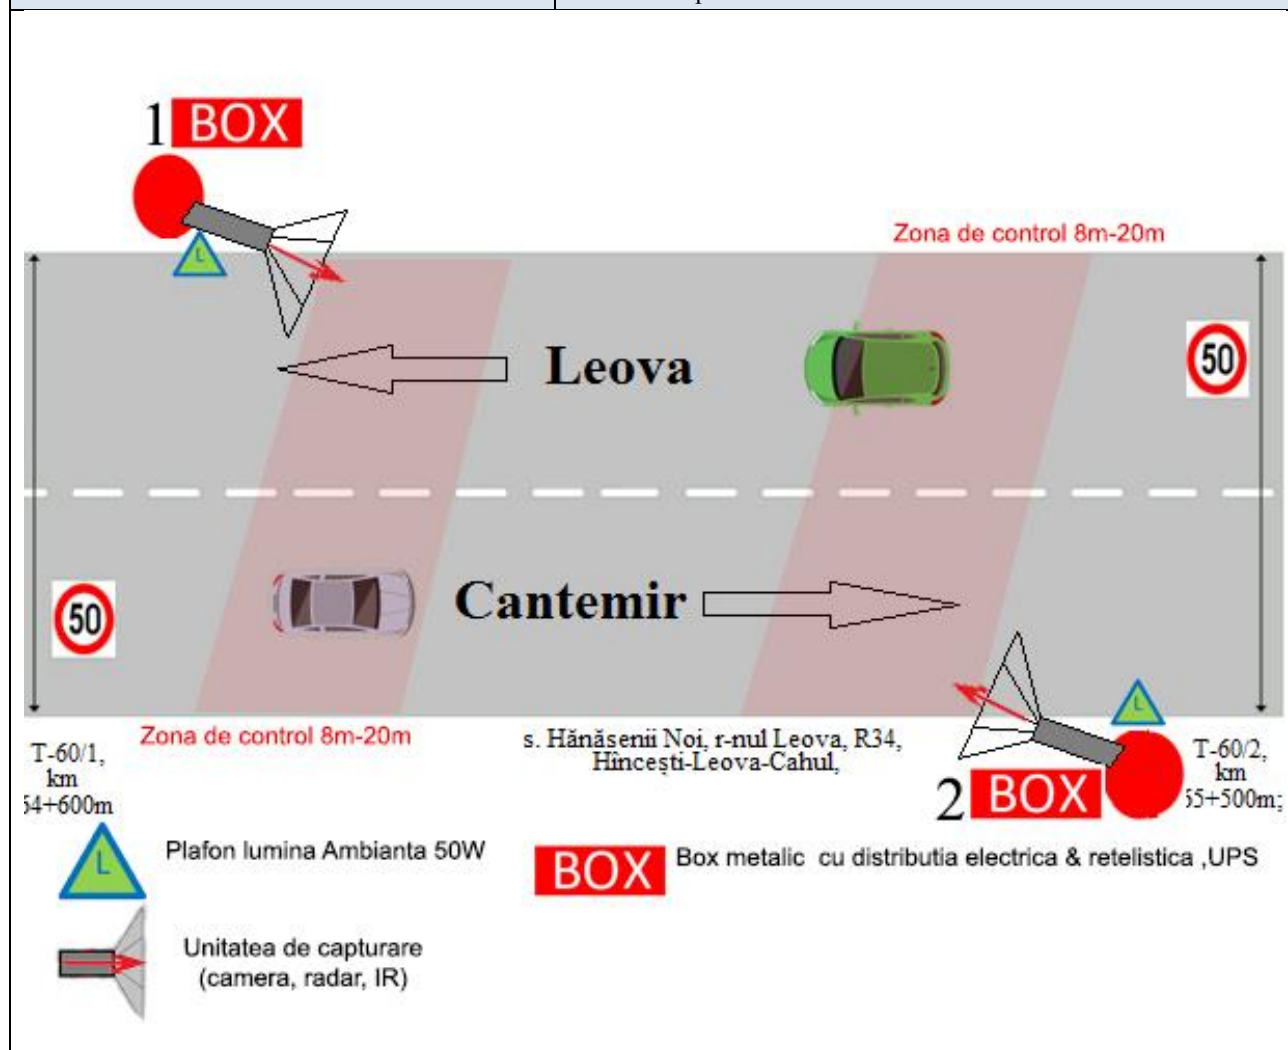 1 BOX
Zona de control 8m-20m
L
Leova
50
50
Cantemir
L
Zona de control 8m-20m
s. Hănăsenii Noi, r-nul Leova, R34,
Hîncești-Leova-Cahul,
T-60/1,
km
54+600m
2 BOX
T-60/2,
km
55+500m;
L
Plafon lumina Ambianta 50W
BOX
Box metalic cu distributia electrica & retelistica ,UPS
Unitatea de capturare
(camera, radar, IR)